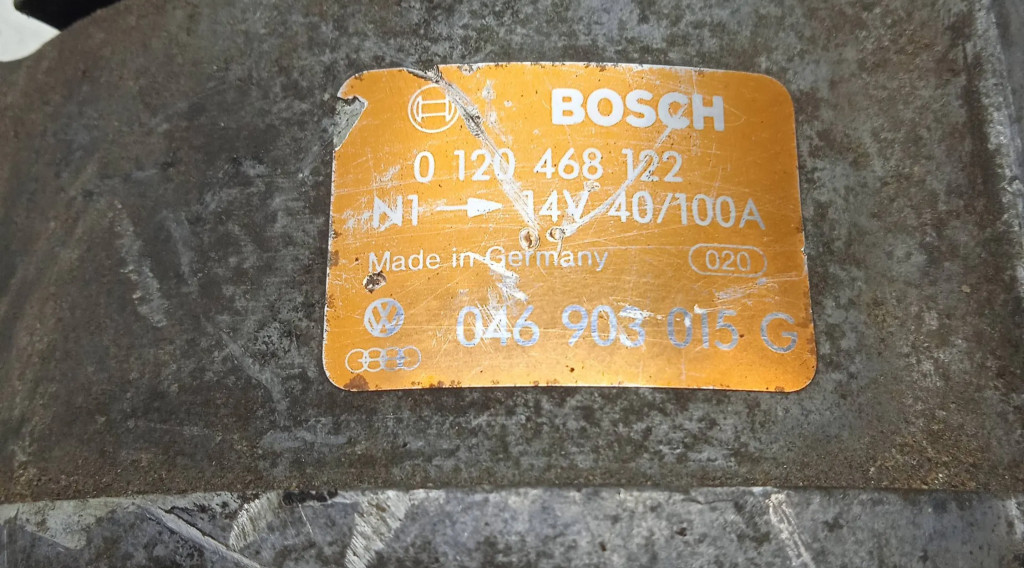 BOSCH
0 120 468 122
N1 → 14V 40/100A
Made in Germany 020
046 903 015 G